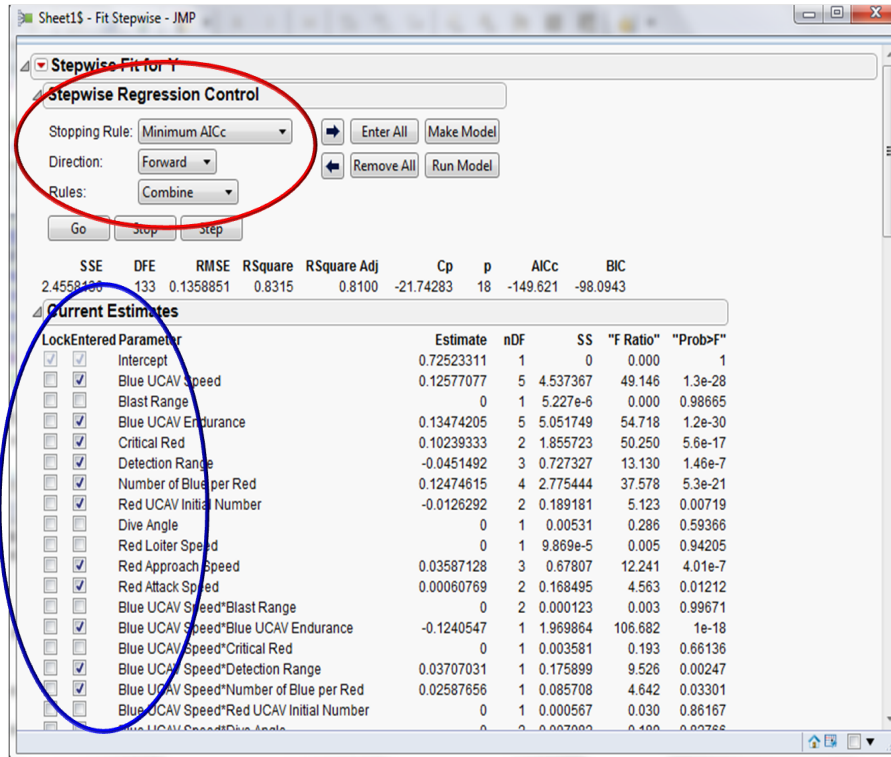 Sheet1$ - Fit Stepwise - JMP
Stepwise Fit for Y
Stepwise Regression Control
Stopping Rule: Minimum AICc Enter All Make Model
Direction: Forward Remove All Run Model
Rules: Combine
Go Stop Step
SSE DFE RMSE RSquare RSquare Adj Cp p AICc BIC
133 0.1358851 0.8315 0.8100 -21.74283 18 -149.621 -98.0943
Current Estimates
Lock Entered Parameter Estimate nDF SS "F Ratio" "Prob>F"
Intercept 0.72523311 1 0 0.000 1
Blue UCAV Speed 0.12577077 5 4.537367 49.146 1.3e-28
Blast Range 0 1 5.227e-6 0.000 0.98665
Blue UCAV Endurance 0.13474205 5 5.051749 54.718 1.2e-30
Critical Red 0.10239333 2 1.855723 50.250 5.6e-17
Detection Range -0.0451492 3 0.727327 13.130 1.46e-7
Number of Blue per Red 0.12474615 4 2.775444 37.578 5.3e-21
Red UCAV Initial Number -0.0126292 2 0.189181 5.123 0.00719
Dive Angle 0 1 0.00531 0.286 0.59366
Red Loiter Speed 0 1 9.869e-5 0.005 0.94205
Red Approach Speed 0.03587128 3 0.67807 12.241 4.01e-7
Red Attack Speed 0.00060769 2 0.168495 4.563 0.01212
Blue UCAV Speed*Blast Range 0 2 0.000123 0.003 0.99671
Blue UCAV Speed*Blue UCAV Endurance -0.1240547 1 1.969864 106.682 1e-18
Blue UCAV Speed*Critical Red 0 1 0.003581 0.193 0.66136
Blue UCAV Speed*Detection Range 0.03707031 1 0.175899 9.526 0.00247
Blue UCAV Speed*Number of Blue per Red 0.02587656 1 0.085708 4.642 0.03301
Blue UCAV Speed*Red UCAV Initial Number 0 1 0.000567 0.030 0.86167
Blue UCAV Speed*Dive Angle 0 2